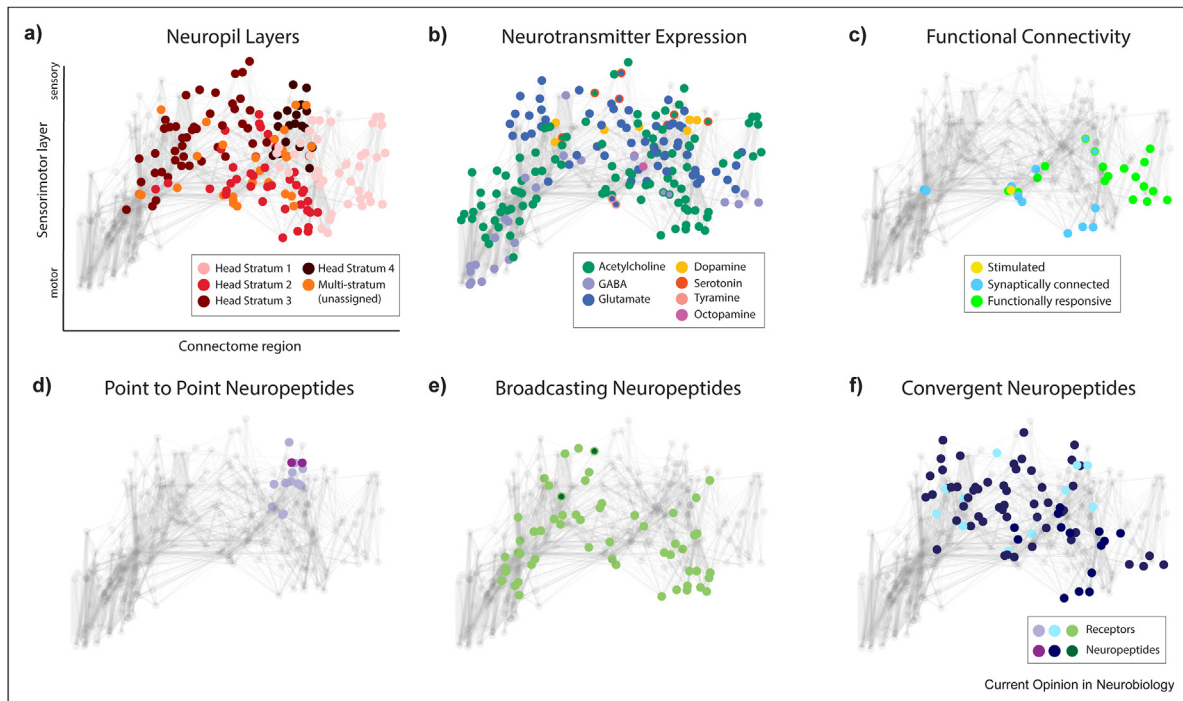 a)
Neuropil Layers
b)
Neurotransmitter Expression
c)
Functional Connectivity
sensory
Sensorimotor layer
motor
Head Stratum 1
Head Stratum 4
Head Stratum 2
Multi-stratum
(unassigned)
Head Stratum 3
Connectome region
Acetylcholine
Dopamine
GABA
Serotonin
Glutamate
Tyramine
Octopamine
Stimulated
Synaptically connected
Functionally responsive
d)
Point to Point Neuropeptides
e)
Broadcasting Neuropeptides
f)
Convergent Neuropeptides
Receptors
Neuropeptides
Current Opinion in Neurobiology